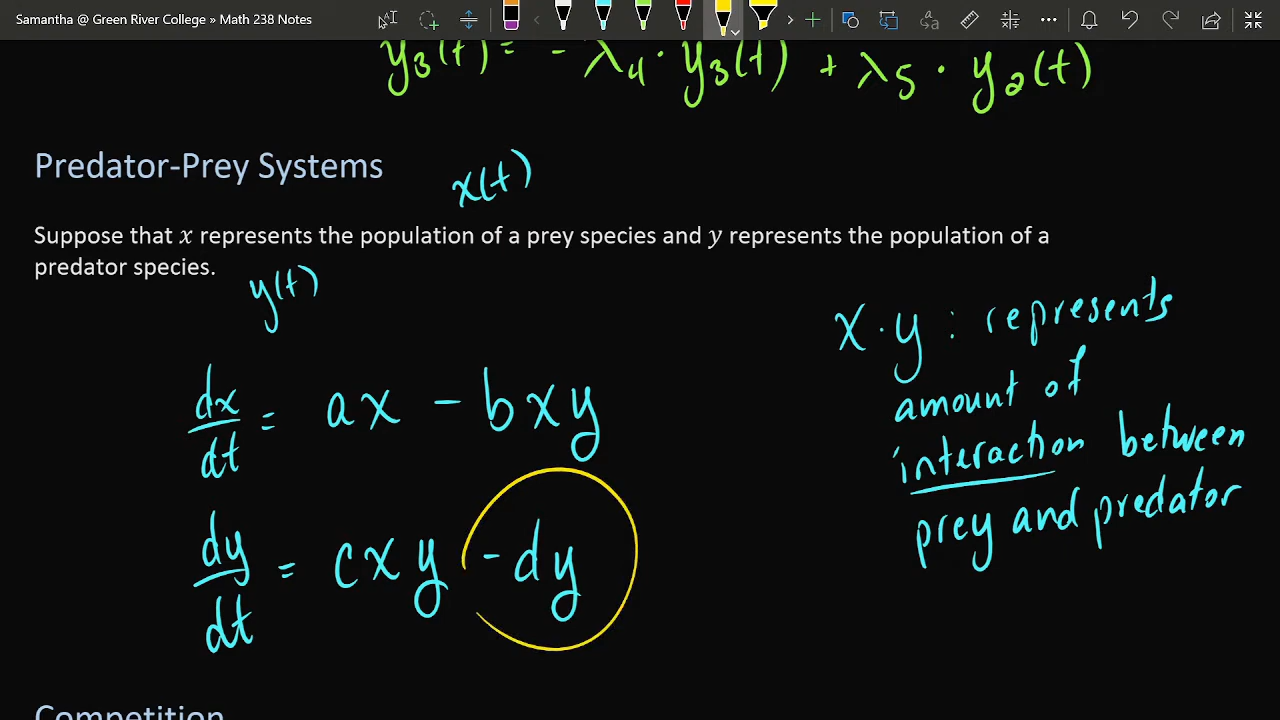 Samantha @ Green River College » Math 238 Notes
y₃(t) = - λ₄ · y₃(t) + λ₅ · y₂(t)
Predator-Prey Systems
x(t)
Suppose that x represents the population of a prey species and y represents the population of a
predator species.
y(t)
x · y : represents
amount of
interaction between
prey and predator
dx/dt = ax - bxy
dy/dt = cxy - dy
Competition